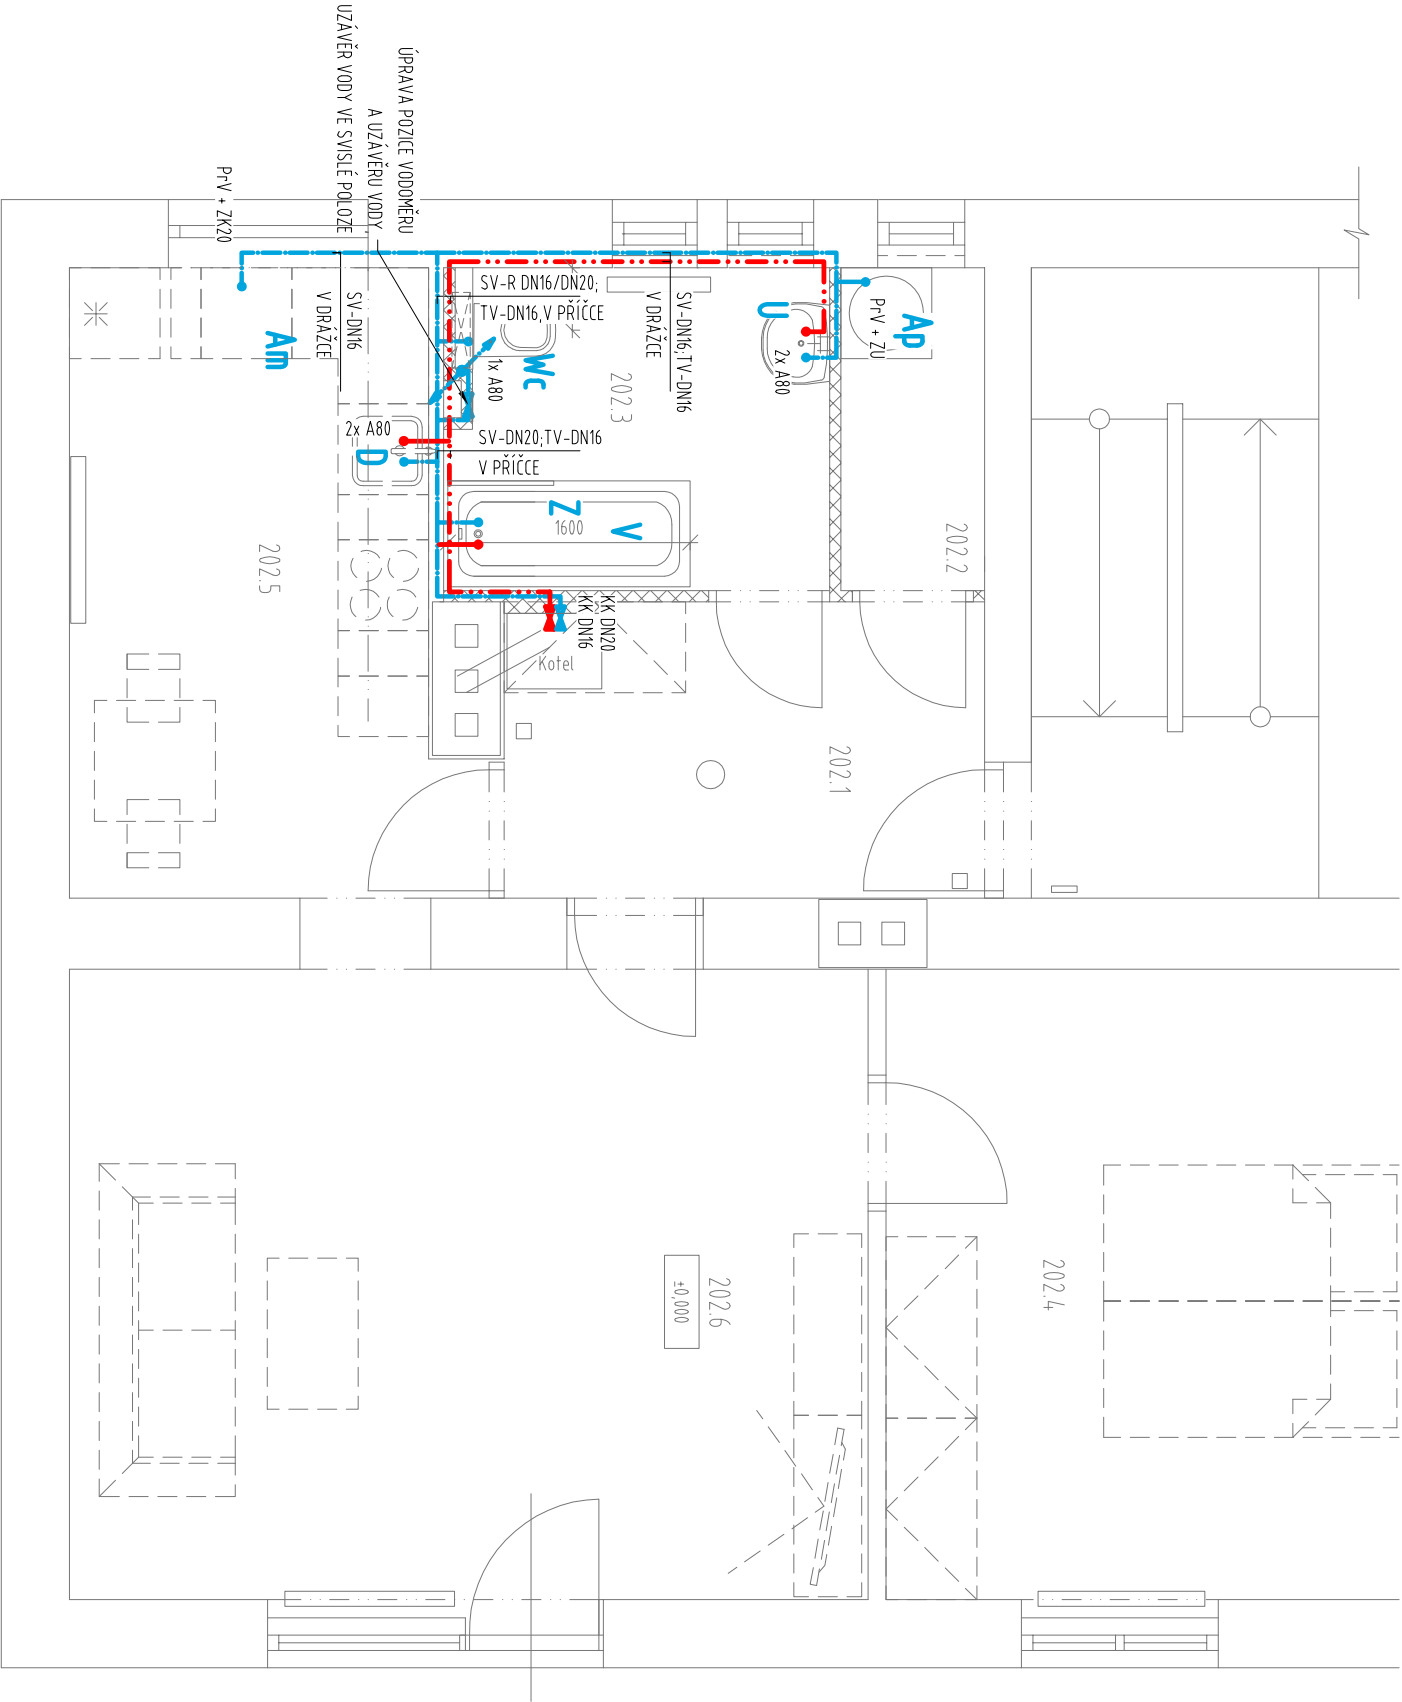 ÚPRAVA POZICE VODOMĚRU
A UZÁVĚRU VODY,
UZÁVĚR VODY VE SVISLÉ POLOZE
PrV + ZK20
SV-DN16
V DRÁŽCE
SV-R DN16/DN20;
TV-DN16,V PŘÍČCE
SV-DN16;TV-DN16
V DRÁŽCE
U
2x A80
Ap
PrV + ZU
Am
Wc
1x A80
202.3
2x A80
D
SV-DN20;TV-DN16
V PŘÍČCE
Z
V
1600
202.2
202.5
KK DN20
KK DN16
Kotel
202.1
202.6
±0,000
202.4